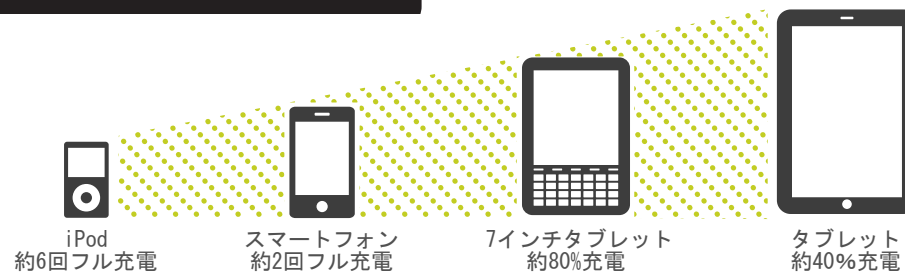 iPod
約6回フル充電
スマートフォン
約2回フル充電
7インチタブレット
約80%充電
タブレット
約40%充電